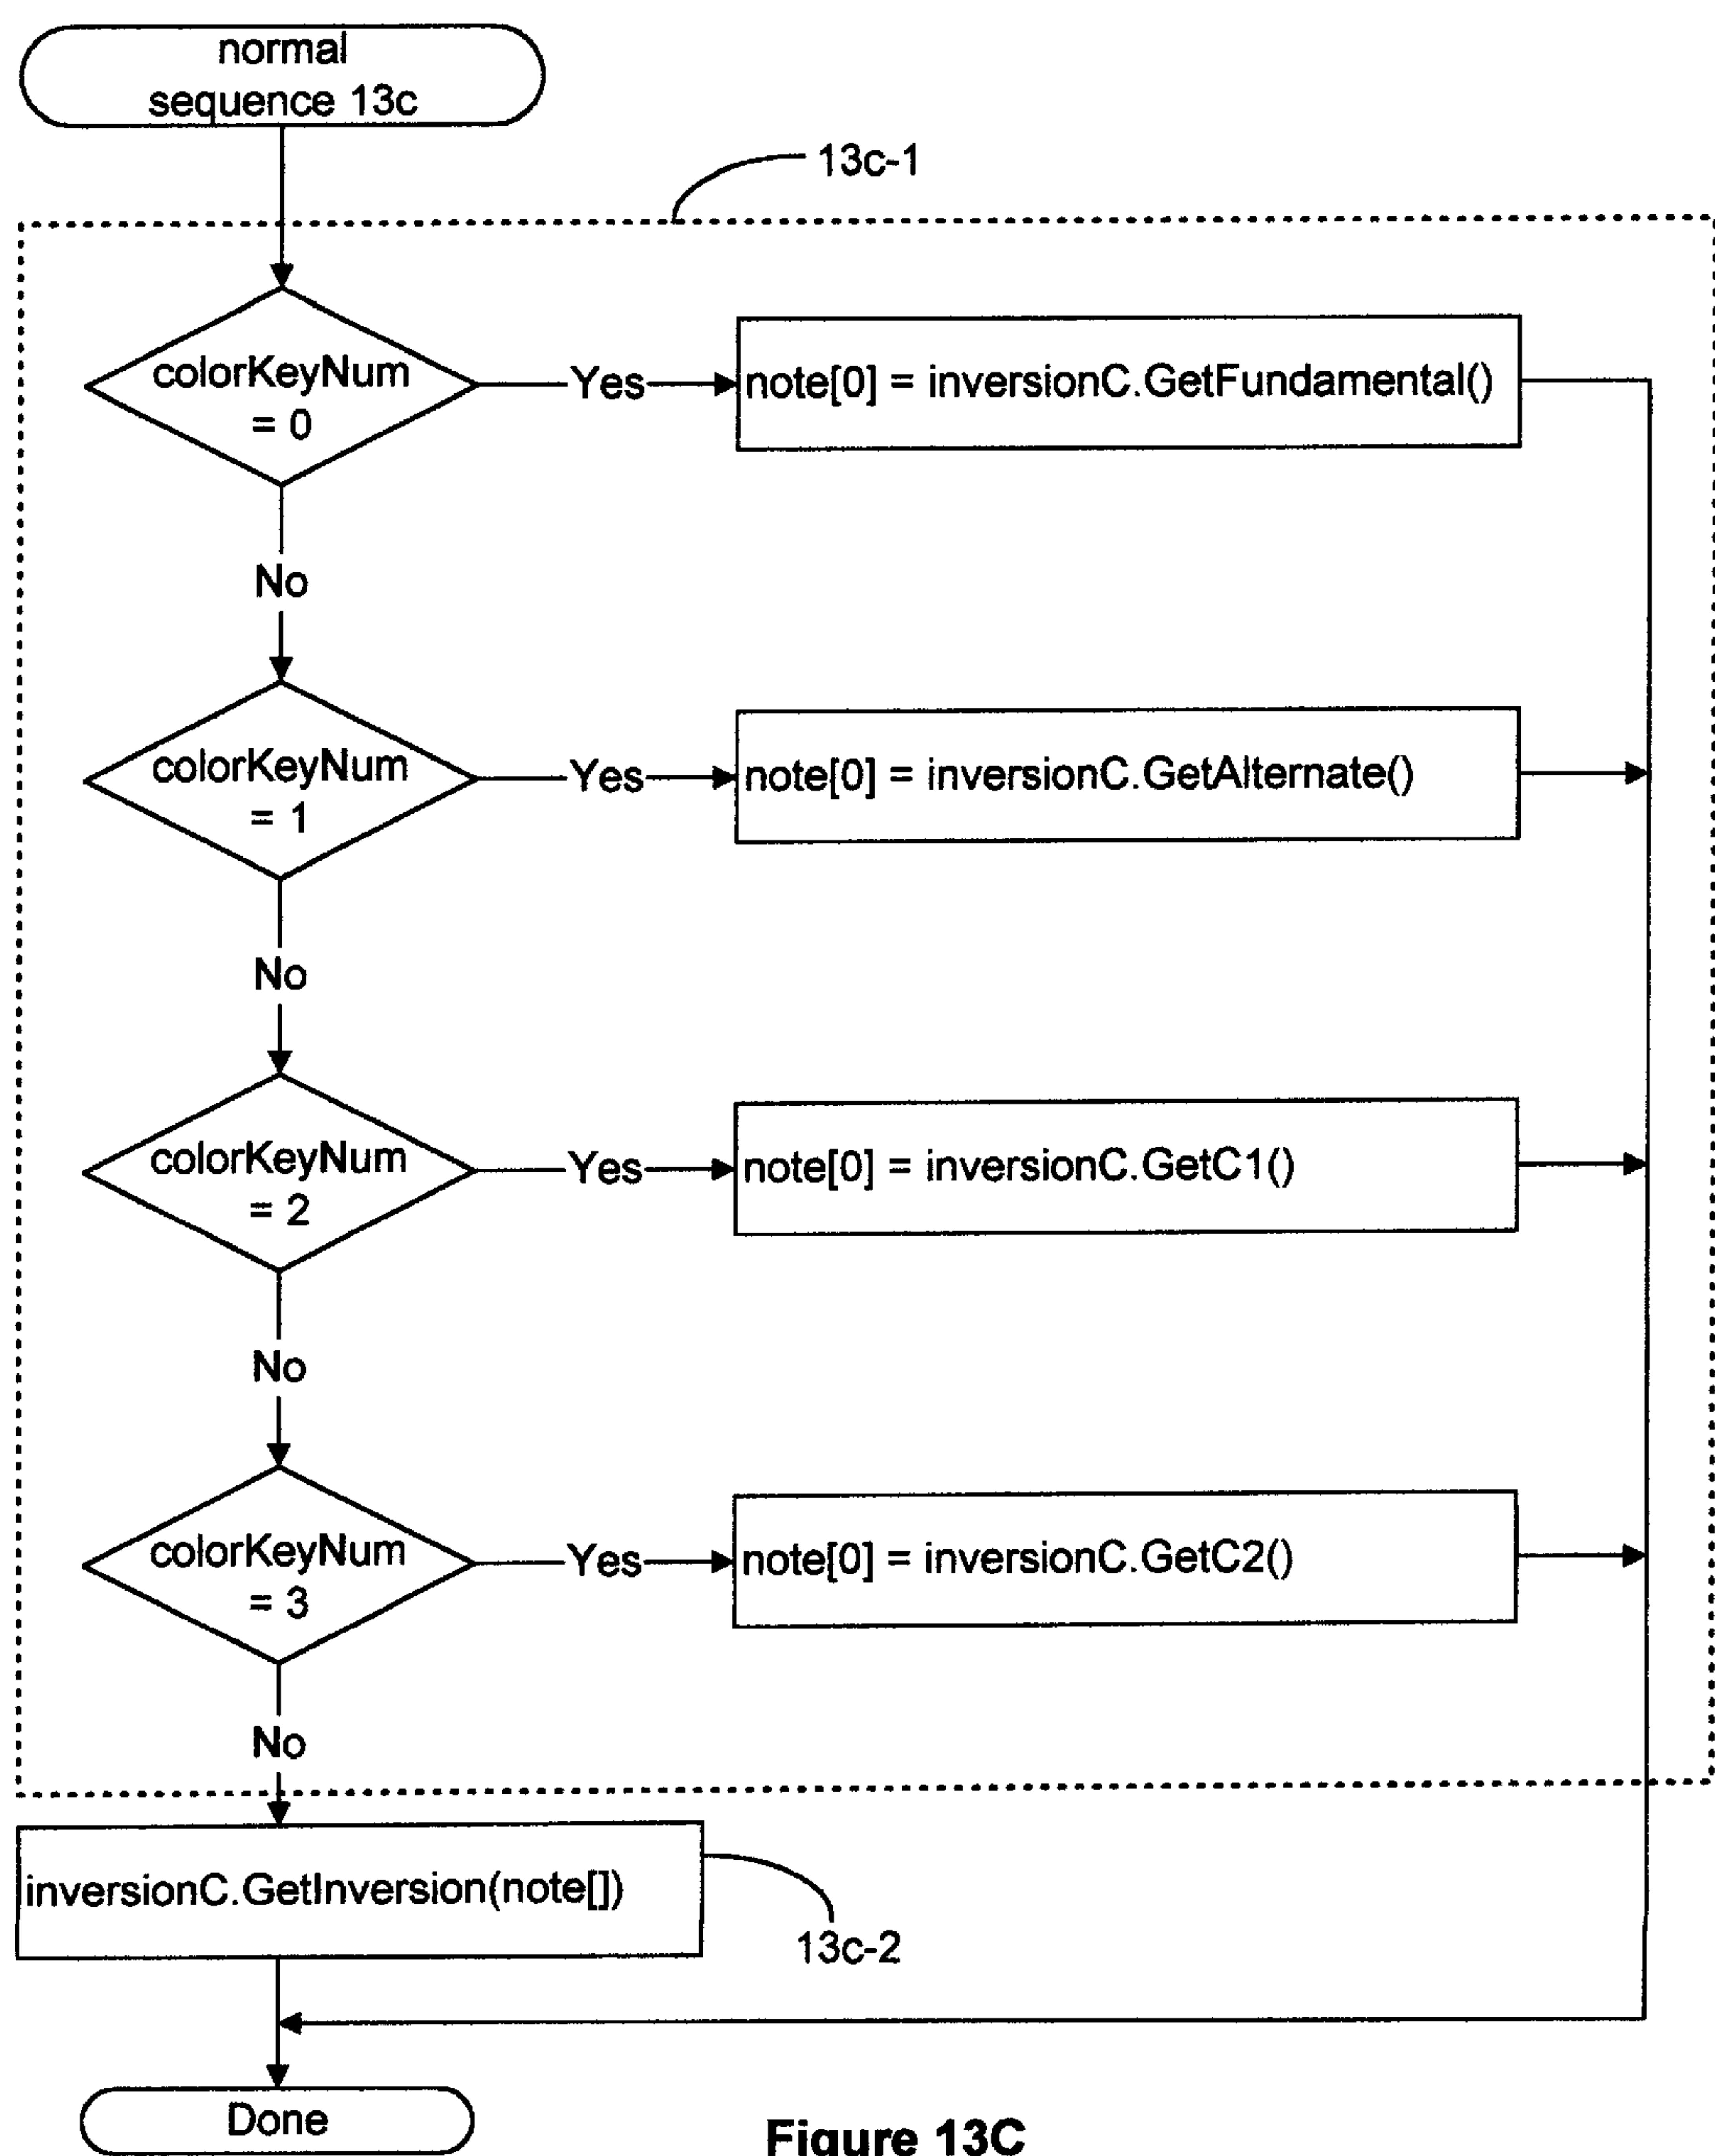 normal
sequence 13c
13c-1
colorKeyNum
= 0
Yes
note[0] = inversionC.GetFundamental()
No
colorKeyNum
= 1
Yes
note[0] = inversionC.GetAlternate()
No
colorKeyNum
= 2
Yes
note[0] = inversionC.GetC1()
No
colorKeyNum
= 3
Yes
note[0] = inversionC.GetC2()
No
inversionC.GetInversion(note[])
13c-2
Done
Figure 13C